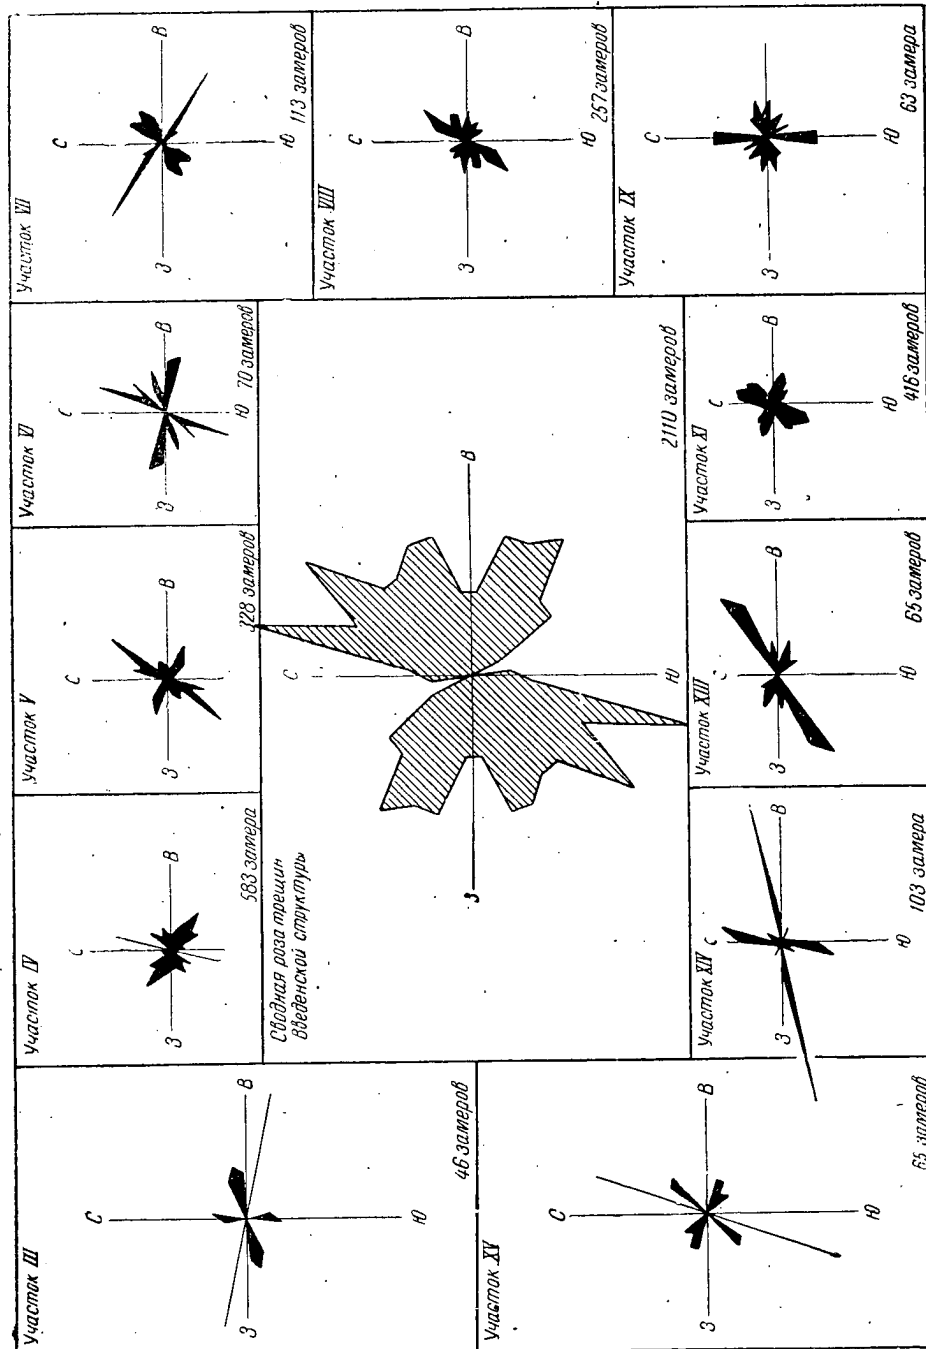 Участок III
С
В
З
Ю
46 замеров
Участок IV
С
В
З
Ю
583 замера
Участок V
С
В
З
Ю
328 замеров
Участок VI
С
В
З
Ю
70 замеров
Участок VII
С
В
З
Ю
113 замеров
Участок VIII
С
В
З
Ю
257 замеров
Участок IX
С
З
Ю
63 замера
Сводная роза трещин
Введенской структуры
С
В
З
Ю
2110 замеров
Участок XI
С
В
З
Ю
416 замеров
Участок XIII
С
В
З
Ю
65 замеров
Участок XIV
С
В
З
Ю
103 замера
Участок XV
С
В
З
Ю
65 замеров